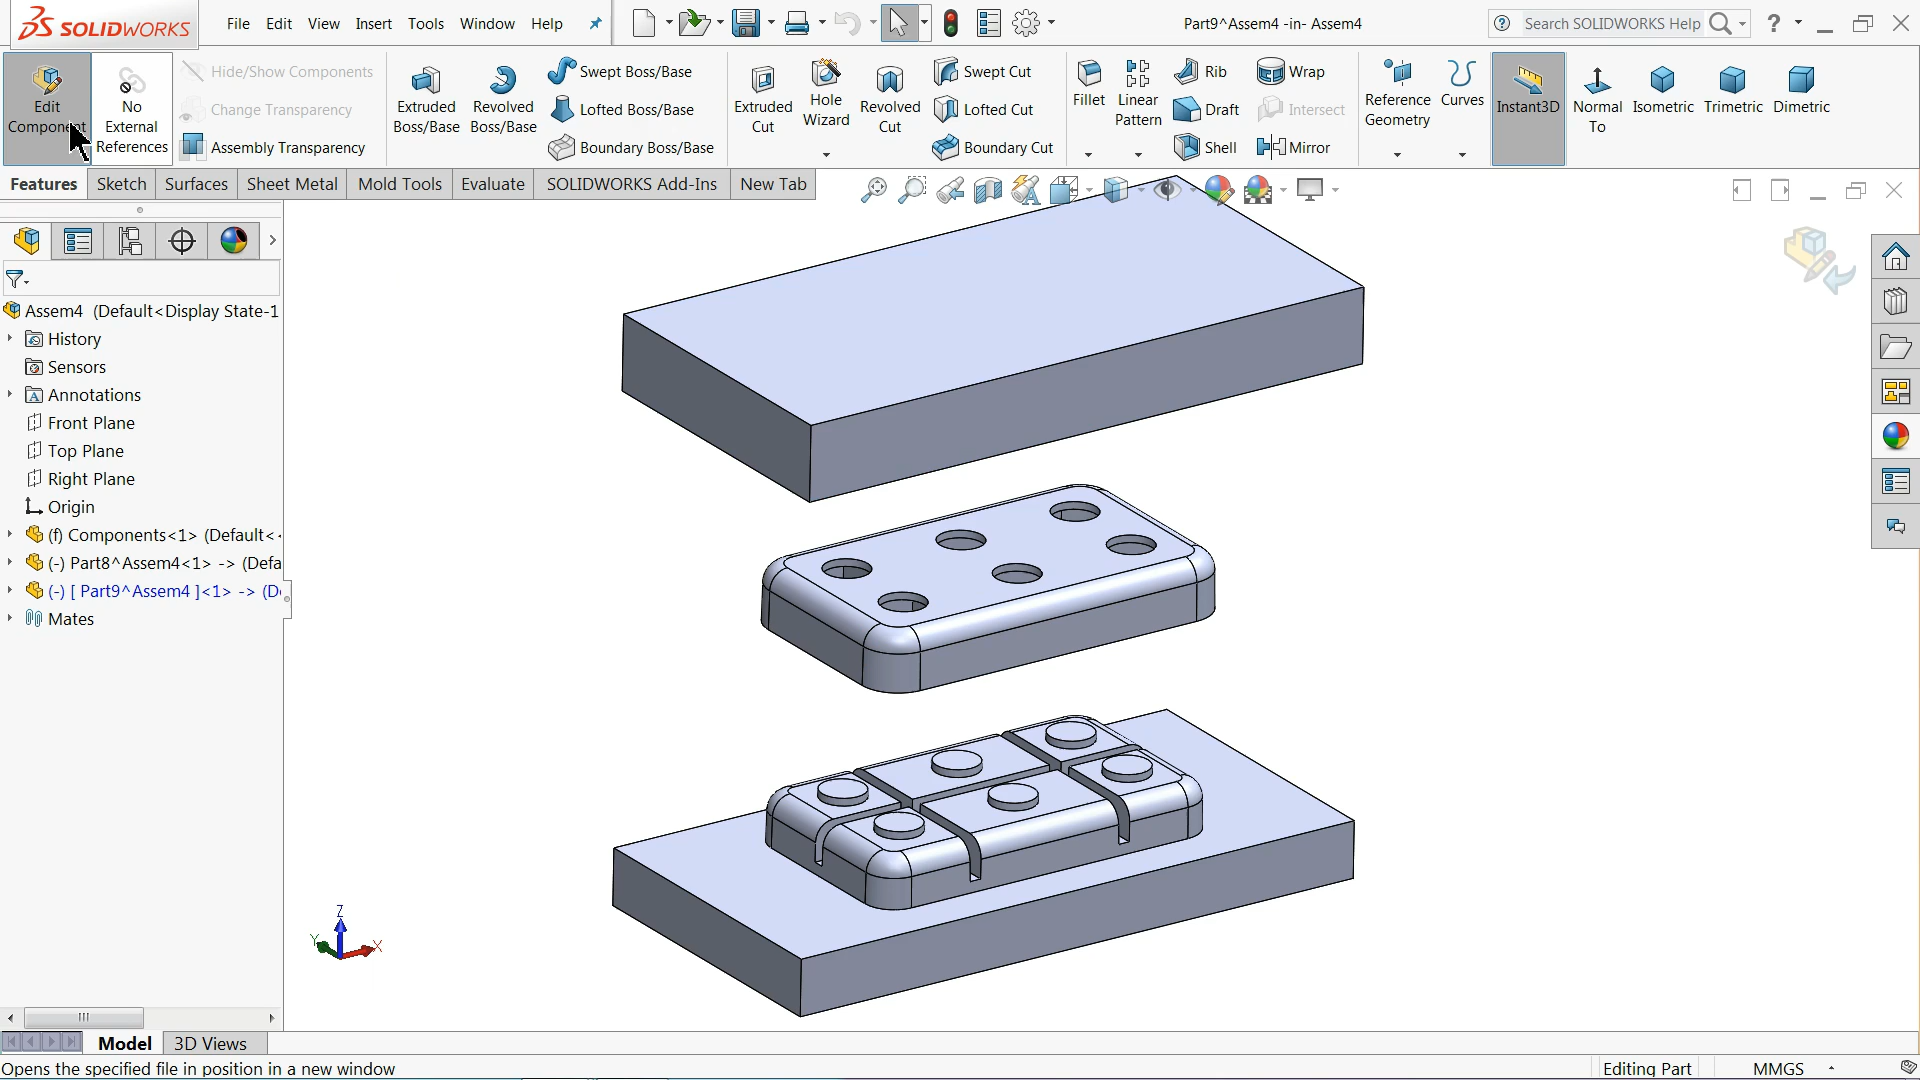 SOLIDWORKS
File Edit View Insert Tools Window Help
Part9^Assem4 -in- Assem4
Search SOLIDWORKS Help
Edit Component
No External References
Hide/Show Components
Change Transparency
Assembly Transparency
Extruded Boss/Base
Revolved Boss/Base
Swept Boss/Base
Lofted Boss/Base
Boundary Boss/Base
Extruded Cut
Hole Wizard
Revolved Cut
Swept Cut
Lofted Cut
Boundary Cut
Fillet
Linear Pattern
Rib
Draft
Shell
Wrap
Intersect
Mirror
Reference Geometry
Curves
Instant3D
Normal To
Isometric
Trimetric
Dimetric
Features Sketch Surfaces Sheet Metal Mold Tools Evaluate SOLIDWORKS Add-Ins New Tab
Assem4 (Default<Display State-1
History
Sensors
Annotations
Front Plane
Top Plane
Right Plane
Origin
(f) Components<1> (Default<
(-) Part8^Assem4<1> -> (Defa
(-) [ Part9^Assem4 ]<1> -> (D
Mates
Z
Y
X
Model 3D Views
Opens the specified file in position in a new window
Editing Part
MMGS